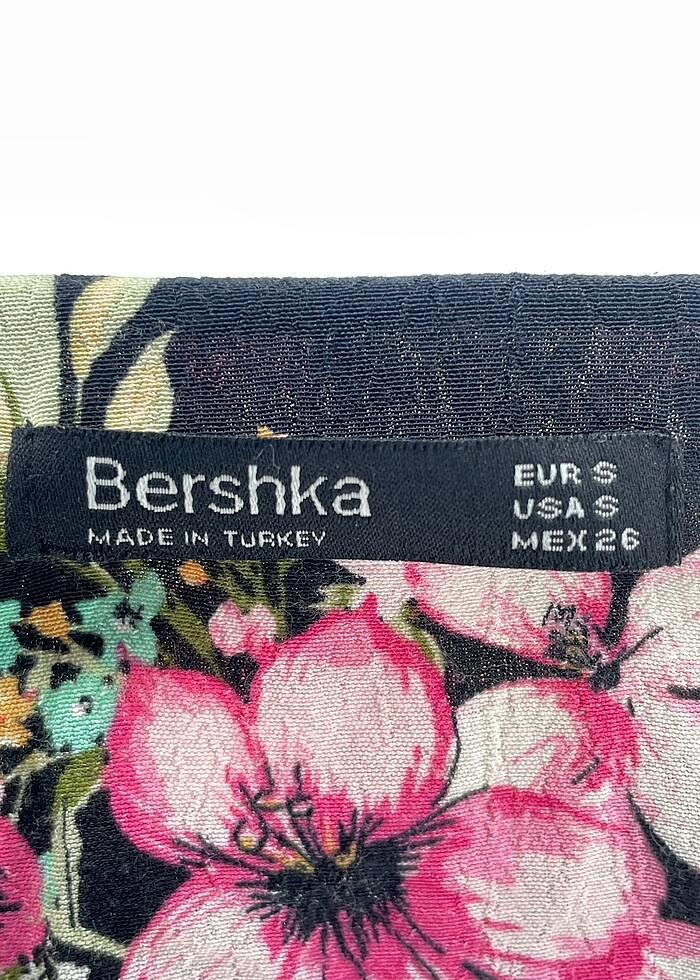 Bershka
MADE IN TURKEY
EUR S
USA S
MEX 26